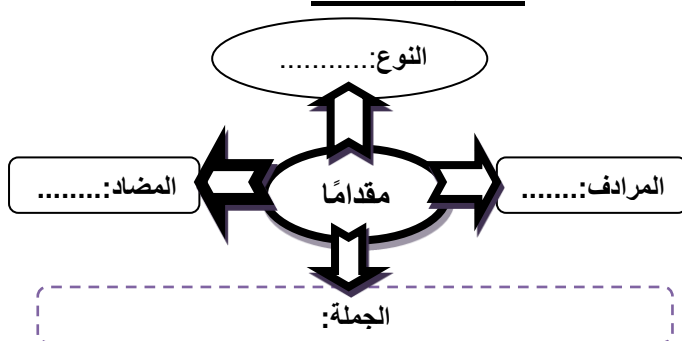 النوع:...........
المرادف:.......
مقدامًا
المضاد:........
الجملة: